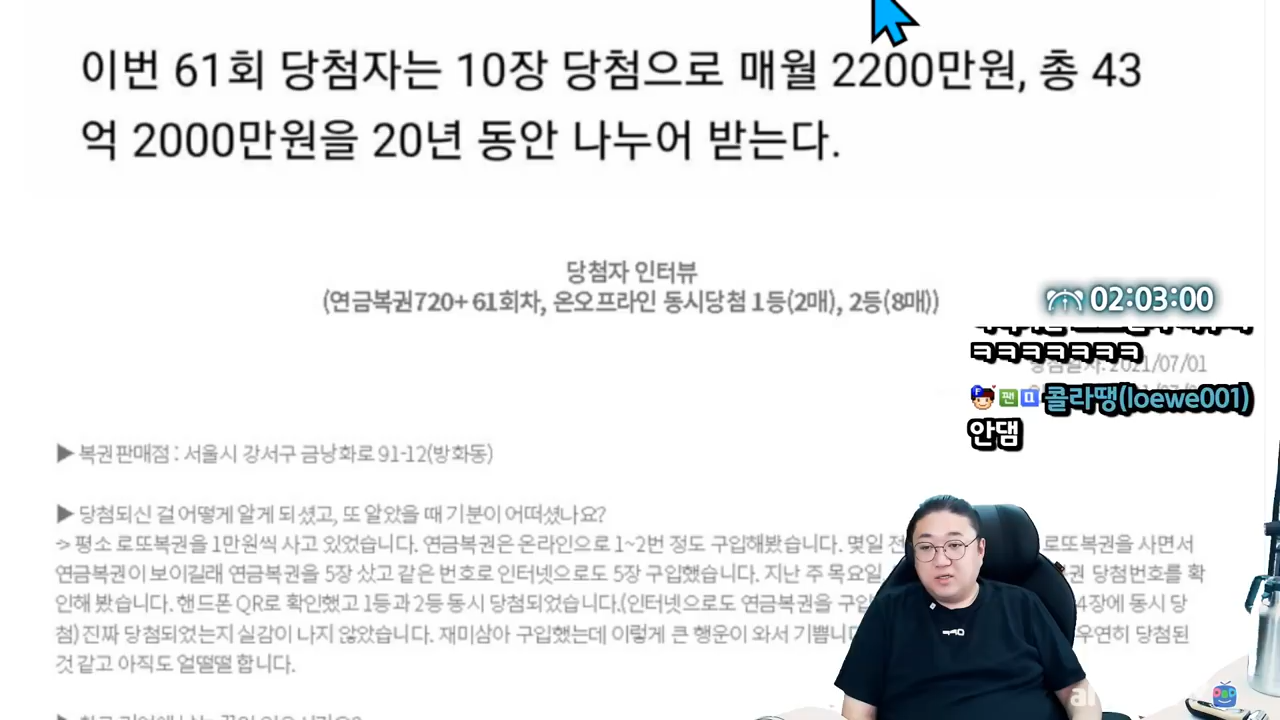 이번 61회 당첨자는 10장 당첨으로 매월 2200만원, 총 43
억 2000만원을 20년 동안 나누어 받는다.
당첨자 인터뷰
(연금복권720+ 61회차, 온오프라인 동시당첨 1등(2매), 2등(8매))
02:03:00
ㅋㅋㅋㅋㅋㅋㅋ
2021/07/01
팬 콜라땡(loewe001)
안댐
▶ 복권판매점 : 서울시 강서구 금낭화로 91-12(방화동)
▶ 당첨되신 걸 어떻게 알게 되셨고, 또 알았을 때 기분이 어떠셨나요?
-> 평소 로또복권을 1만원씩 사고 있었습니다. 연금복권은 온라인으로 1~2번 정도 구입해봤습니다. 몇일 전 로또복권을 사면서
연금복권이 보이길래 연금복권을 5장 샀고 같은 번호로 인터넷으로도 5장 구입했습니다. 지난 주 목요일 복권 당첨번호를 확
인해 봤습니다. 핸드폰 QR로 확인했고 1등과 2등 동시 당첨되었습니다.(인터넷으로도 연금복권을 구입 4장에 동시 당
첨) 진짜 당첨되었는지 실감이 나지 않았습니다. 재미삼아 구입했는데 이렇게 큰 행운이 와서 기쁩니다 우연히 당첨된
것 같고 아직도 얼떨떨 합니다.